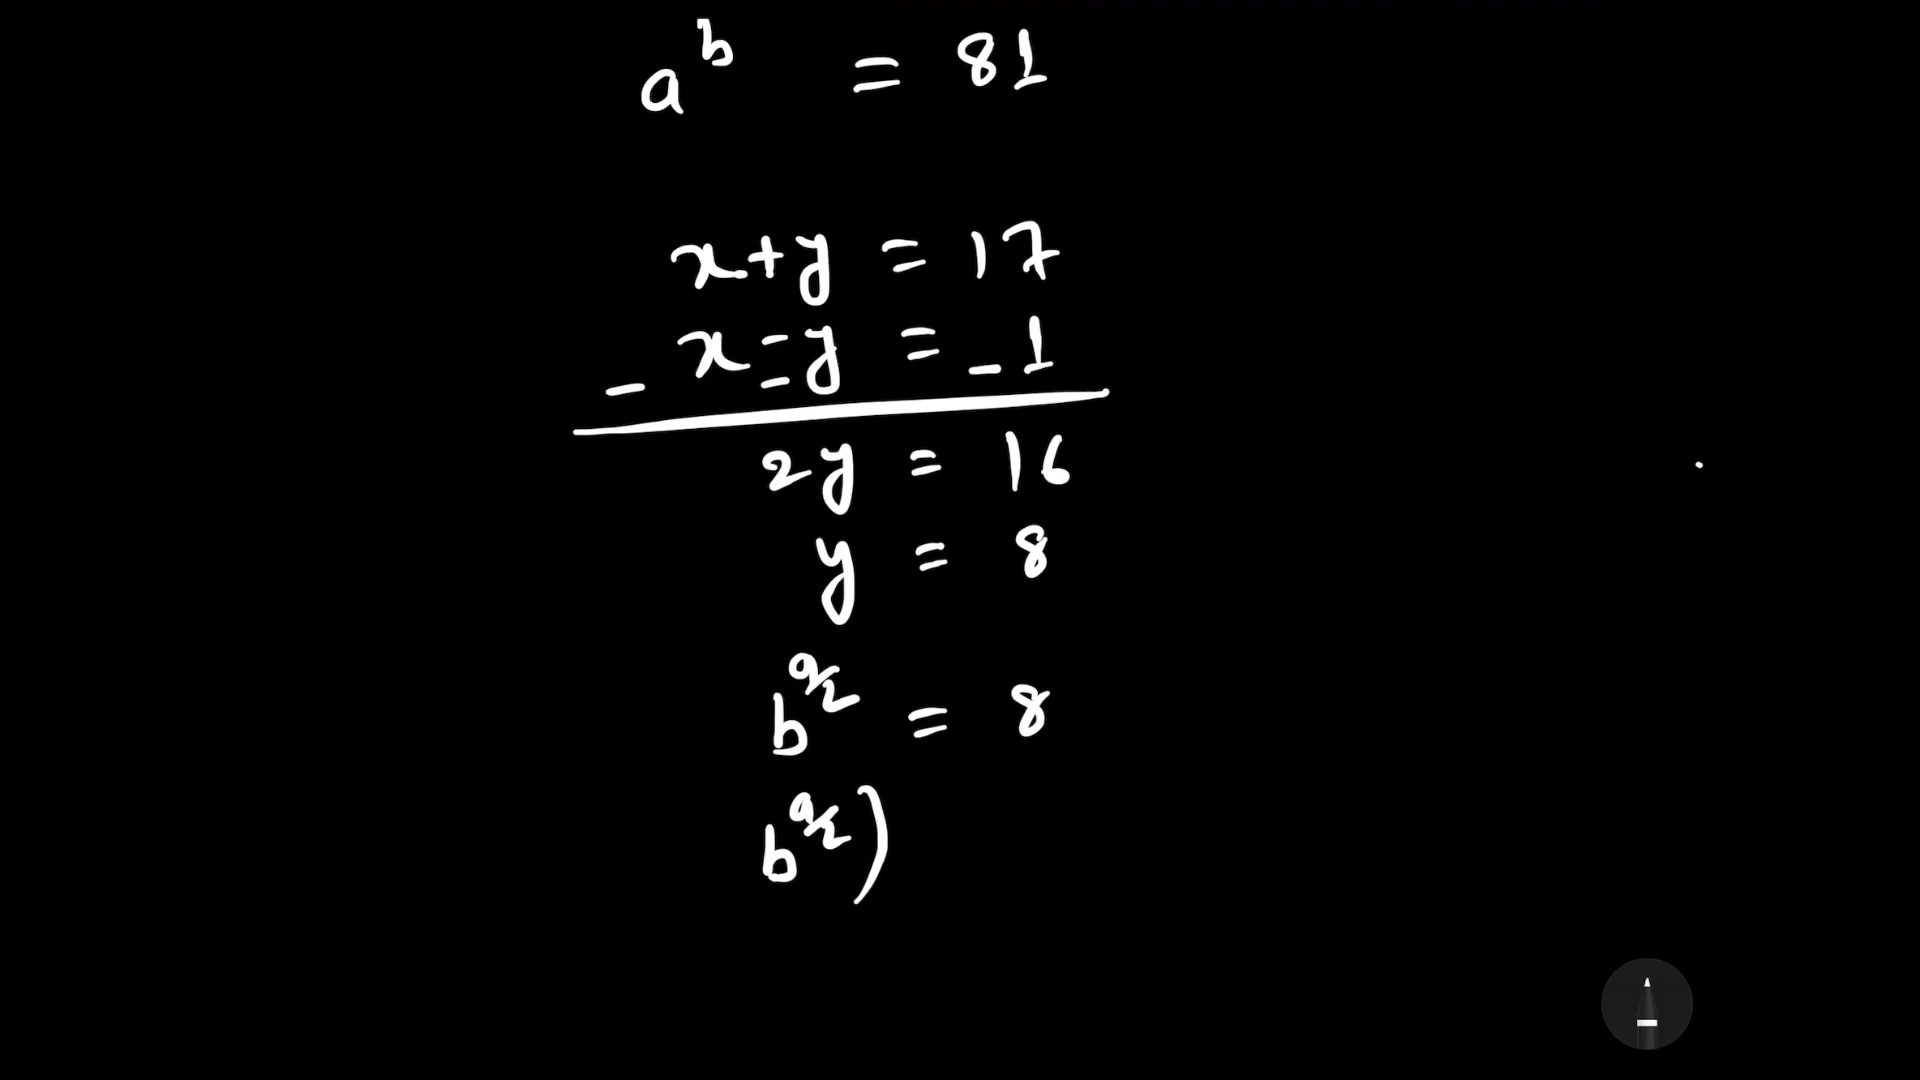 a^b = 81
x+y = 17
- x-y = -1
2y = 16
y = 8
b^{a/2} = 8
b^{a/2})